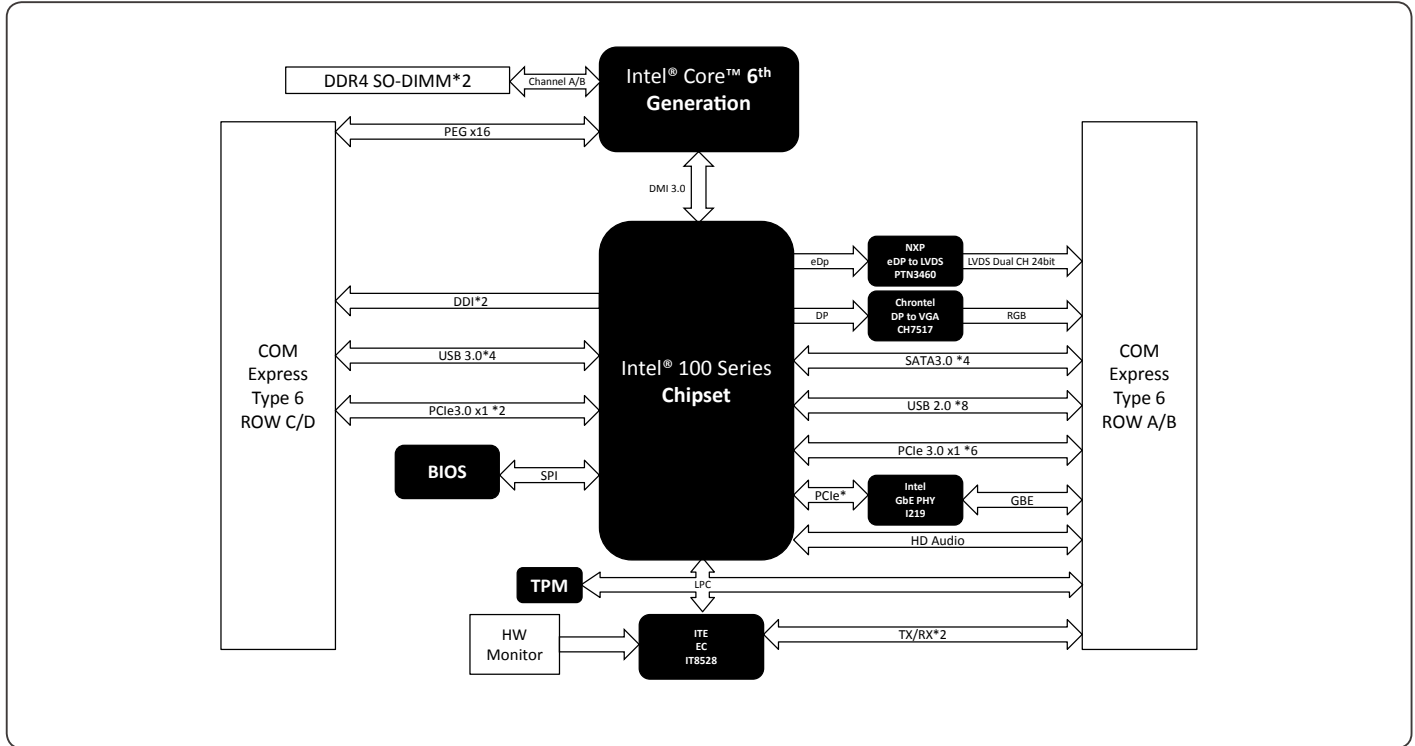 Intel® Core™ 6th
Generation
DDR4 SO-DIMM*2
Channel A/B
PEG x16
DMI 3.0
COM
Express
Type 6
ROW C/D
DDI*2
USB 3.0*4
PCIe3.0 x1 *2
BIOS
SPI
Intel® 100 Series
Chipset
eDp
NXP
eDP to LVDS
PTN3460
LVDS Dual CH 24bit
DP
Chrontel
DP to VGA
CH7517
RGB
SATA3.0 *4
USB 2.0 *8
PCIe 3.0 x1 *6
PCIe*
Intel
GbE PHY
I219
GBE
HD Audio
COM
Express
Type 6
ROW A/B
TPM
LPC
HW
Monitor
ITE
EC
IT8528
TX/RX*2